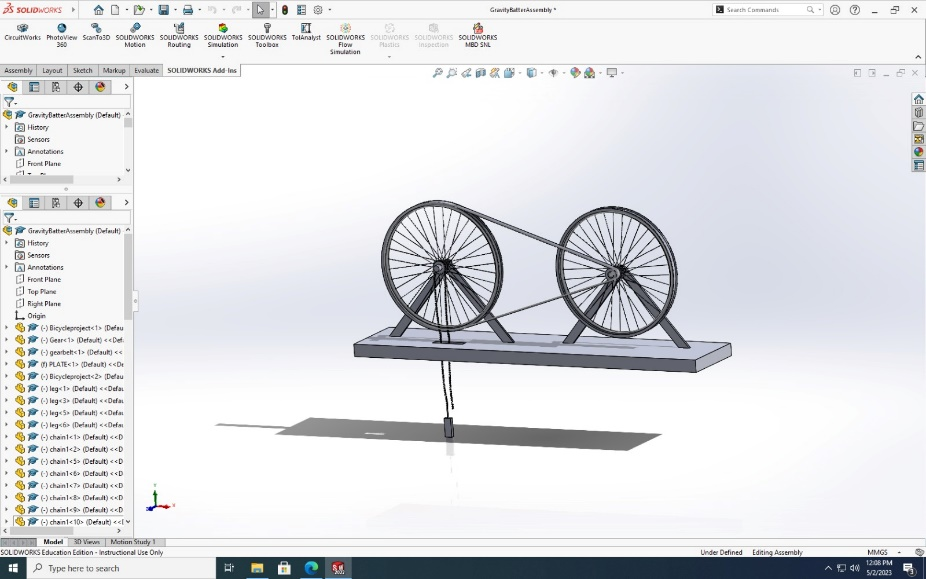 SOLIDWORKS
GravityBatterAssembly *
Search Commands
CircuitWorks
PhotoView
360
ScanTo3D
SOLIDWORKS
Motion
SOLIDWORKS
Routing
SOLIDWORKS
Simulation
SOLIDWORKS
Toolbox
TolAnalyst
SOLIDWORKS
Flow
Simulation
SOLIDWORKS
Plastics
SOLIDWORKS
Inspection
SOLIDWORKS
MBD SNL
Assembly
Layout
Sketch
Markup
Evaluate
SOLIDWORKS Add-Ins
GravityBatterAssembly (Default)
History
Sensors
Annotations
Front Plane
GravityBatterAssembly (Default)
History
Sensors
Annotations
Front Plane
Top Plane
Right Plane
Origin
(-) Bicycleproject<1> (Defau
(-) Gear<1> (Default) <<Def
(-) gearbelt<1> (Default) <<
(f) PLATE<1> (Default) <<De
(-) Bicycleproject<2> (Defau
(-) leg<1> (Default) <<Defau
(-) leg<3> (Default) <<Defau
(-) leg<5> (Default) <<Defau
(-) leg<6> (Default) <<Defau
(-) chain1<1> (Default) <<D
(-) chain1<2> (Default) <<D
(-) chain1<5> (Default) <<D
(-) chain1<6> (Default) <<D
(-) chain1<7> (Default) <<D
(-) chain1<8> (Default) <<D
(-) chain1<9> (Default) <<D
(-) chain1<10> (Default) <<
Model
3D Views
Motion Study 1
SOLIDWORKS Education Edition - Instructional Use Only
Under Defined
Editing Assembly
MMGS
Type here to search
12:08 PM
5/2/2023